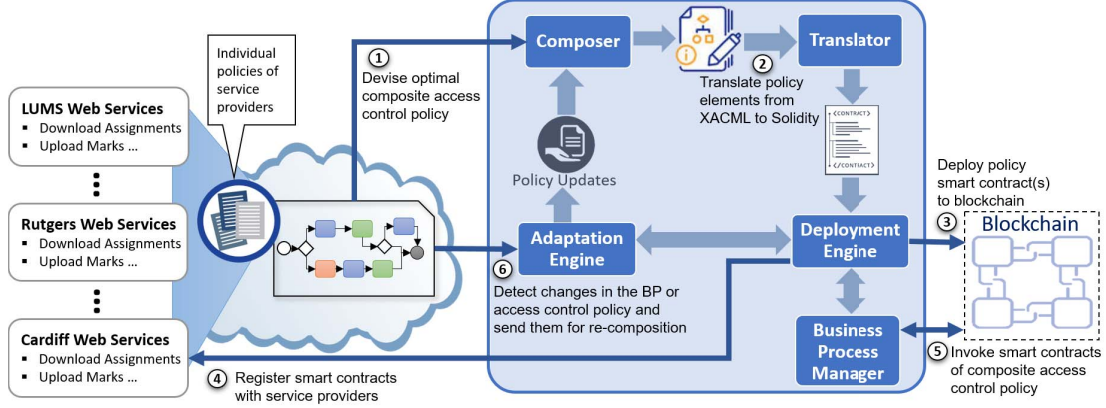 Individual
policies of
service
providers
LUMS Web Services
▪ Download Assignments
▪ Upload Marks ...
Rutgers Web Services
▪ Download Assignments
▪ Upload Marks ...
Cardiff Web Services
▪ Download Assignments
▪ Upload Marks ...
1
Devise optimal
composite access
control policy
Composer
2
Translate policy
elements from
XACML to Solidity
Translator
<CONTRACT>
</CONTRACT>
Policy Updates
Adaptation
Engine
6
Detect changes in the BP or
access control policy and
send them for re-composition
Deployment
Engine
Business
Process
Manager
Deploy policy
smart contract(s)
to blockchain
3
Blockchain
4
Register smart contracts
with service providers
5
Invoke smart contracts
of composite access
control policy